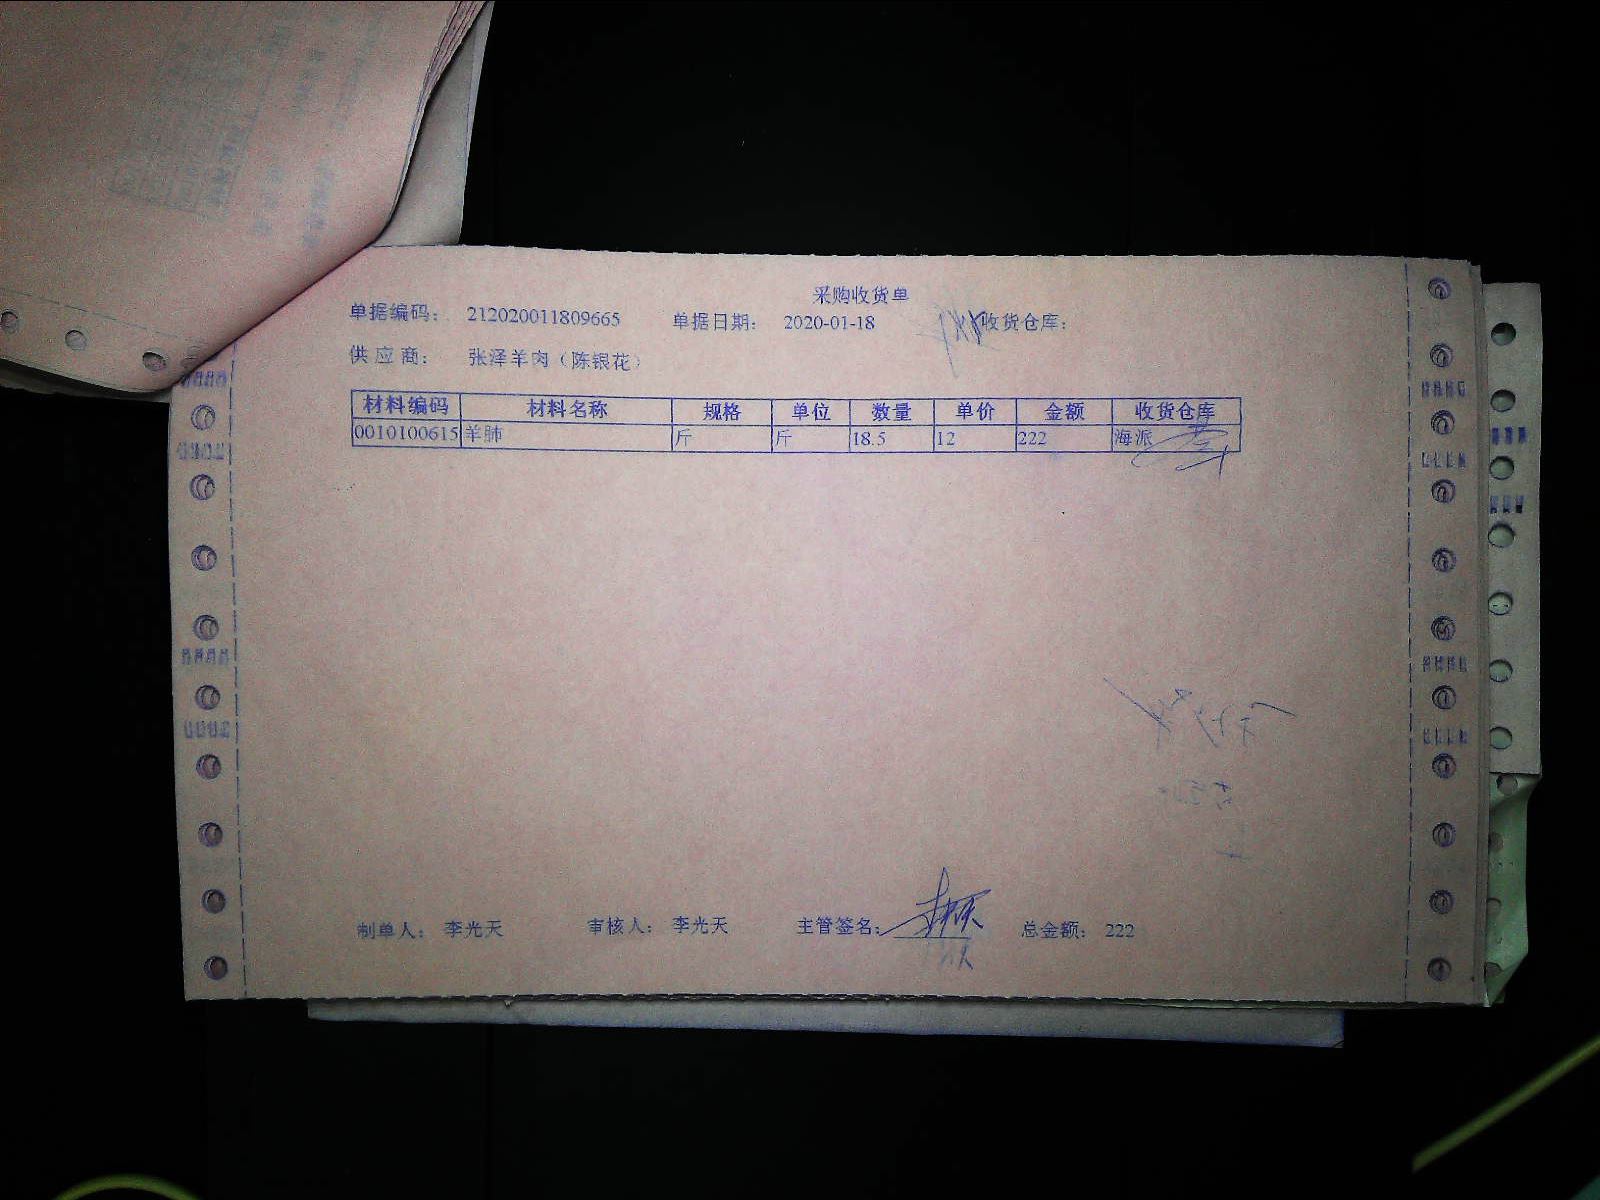 采购收货单
单据编码： 212020011809665 单据日期： 2020-01-18 收货仓库：
供 应 商： 张泽羊肉（陈银花）
材料编码 材料名称 规格 单位 数量 单价 金额 收货仓库
0010100615 羊肺 斤 斤 18.5 12 222 海派
制单人： 李光天 审核人： 李光天 主管签名： 总金额： 222